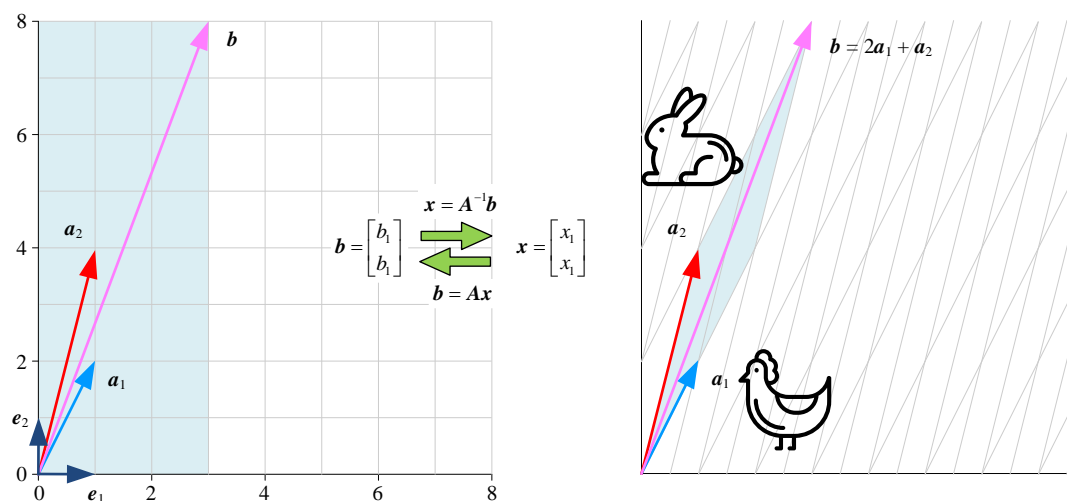 8
b
b = 2a₁ + a₂
6
x = A⁻¹b
a₂
a₂
b = [b₁ b₁]
x = [x₁ x₁]
4
b = Ax
2
a₁
a₁
e₂
0
0 2 4 6 8
e₁